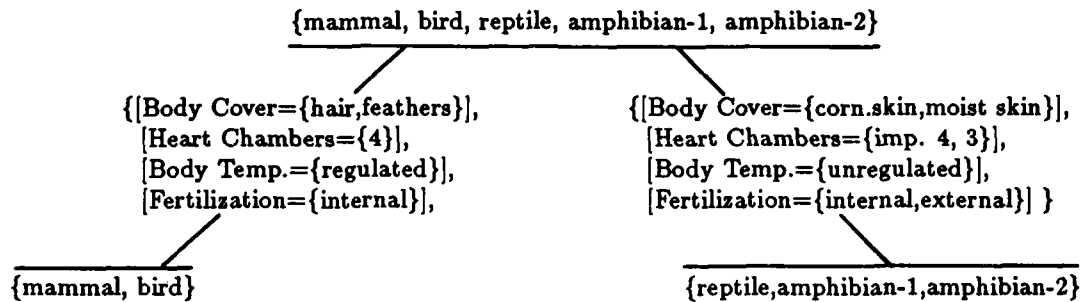 {mammal, bird, reptile, amphibian-1, amphibian-2}
{[Body Cover={hair,feathers}],
[Heart Chambers={4}],
[Body Temp.={regulated}],
[Fertilization={internal}],
{[Body Cover={corn.skin,moist skin}],
[Heart Chambers={imp. 4, 3}],
[Body Temp.={unregulated}],
[Fertilization={internal,external}] }
{mammal, bird}
{reptile,amphibian-1,amphibian-2}